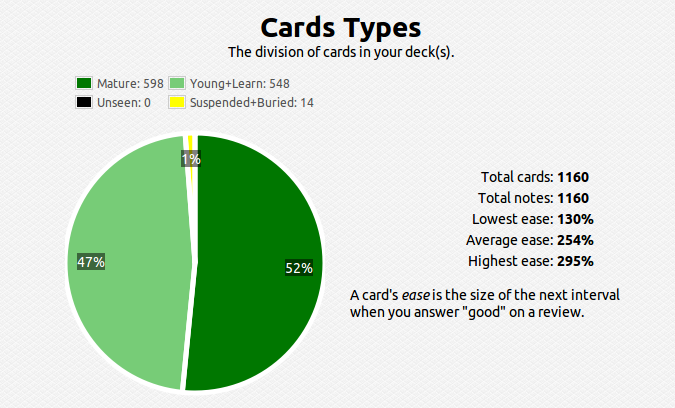 Cards Types
The division of cards in your deck(s).
Mature: 598 Young+Learn: 548
Unseen: 0 Suspended+Buried: 14
1%
47%
52%
Total cards: 1160
Total notes: 1160
Lowest ease: 130%
Average ease: 254%
Highest ease: 295%
A card's ease is the size of the next interval
when you answer "good" on a review.